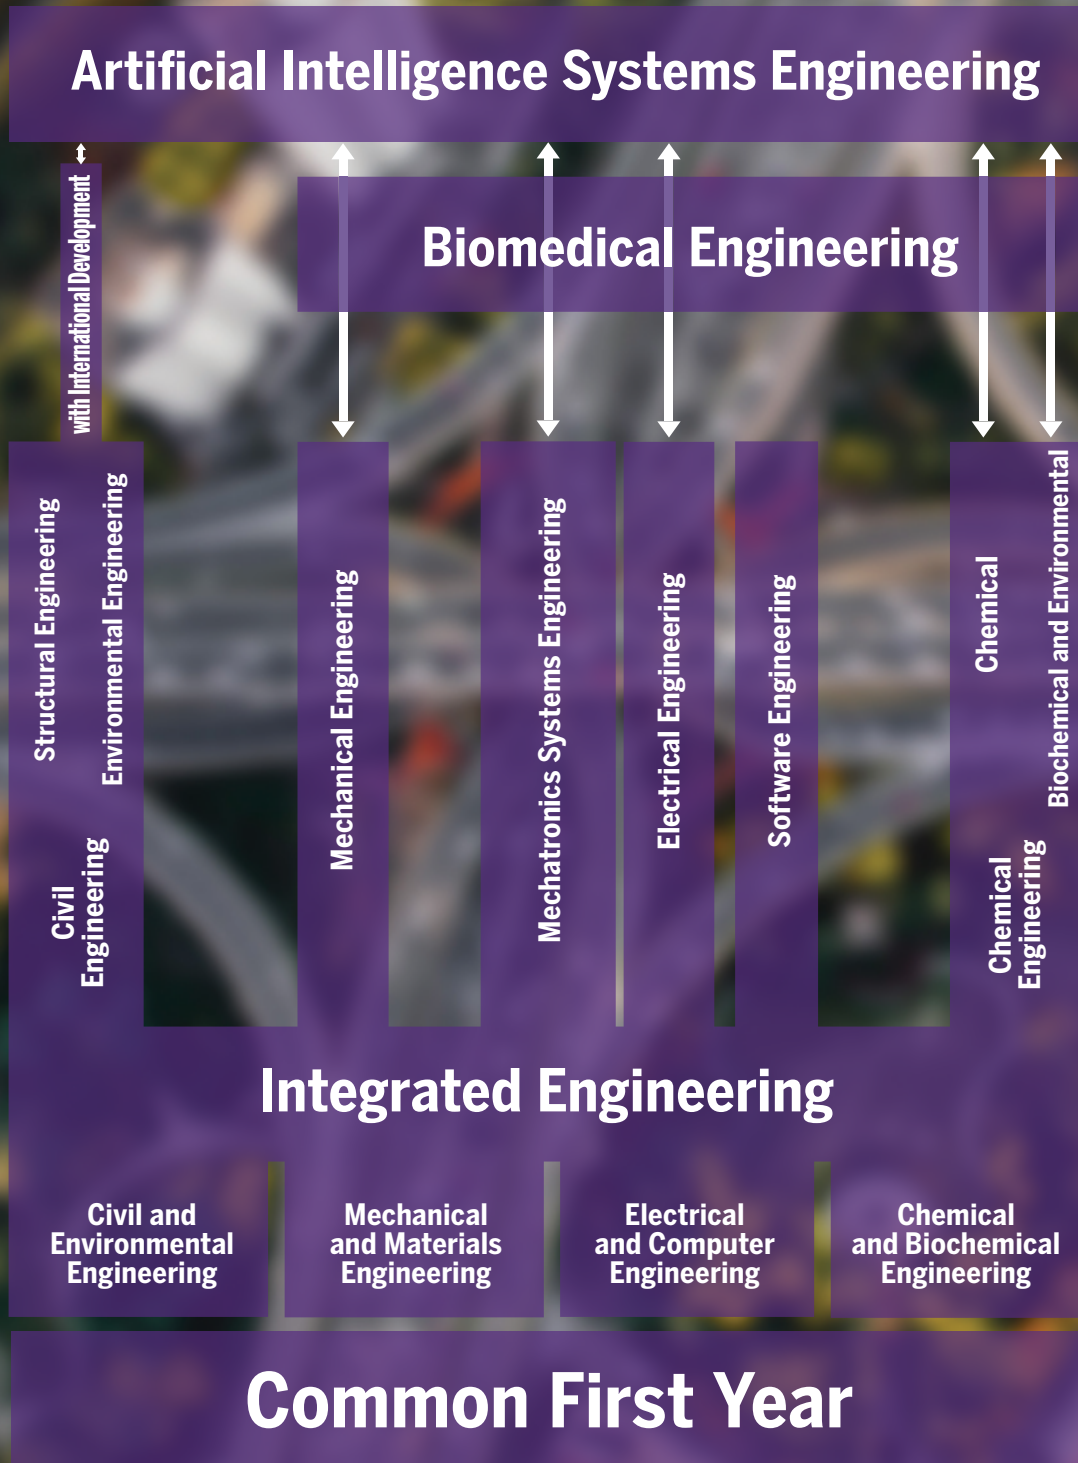 Artificial Intelligence Systems Engineering
with International Development
Biomedical Engineering
Structural Engineering
Environmental Engineering
Civil
Engineering
Mechanical Engineering
Mechatronics Systems Engineering
Electrical Engineering
Software Engineering
Chemical
Biochemical and Environmental
Chemical
Engineering
Integrated Engineering
Civil and
Environmental
Engineering
Mechanical
and Materials
Engineering
Electrical
and Computer
Engineering
Chemical
and Biochemical
Engineering
Common First Year